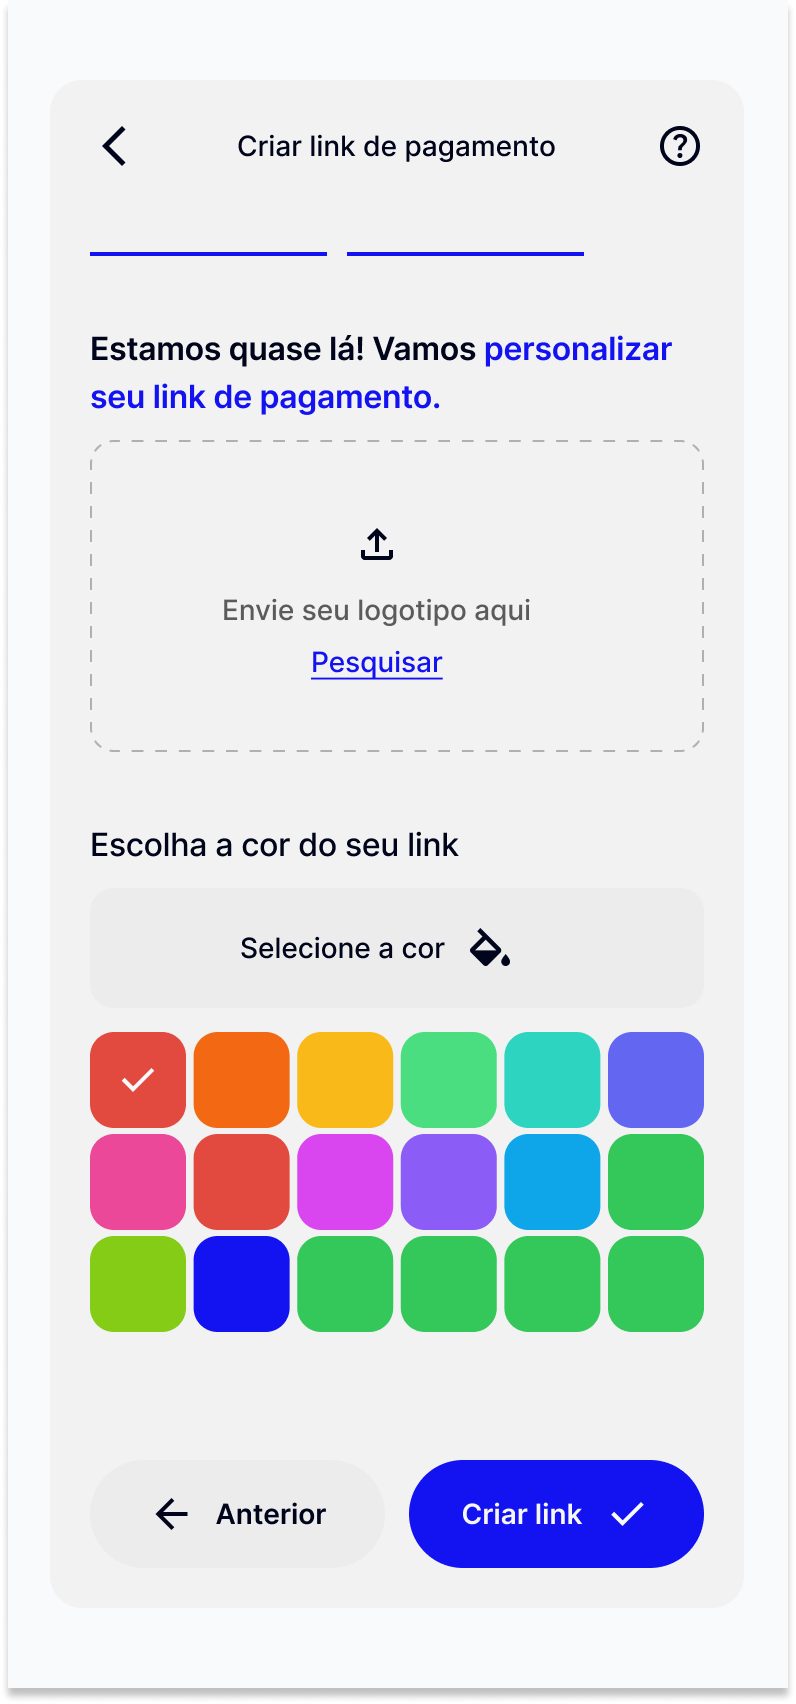 Criar link de pagamento
Estamos quase lá! Vamos personalizar
seu link de pagamento.
Envie seu logotipo aqui
Pesquisar
Escolha a cor do seu link
Selecione a cor
Anterior
Criar link